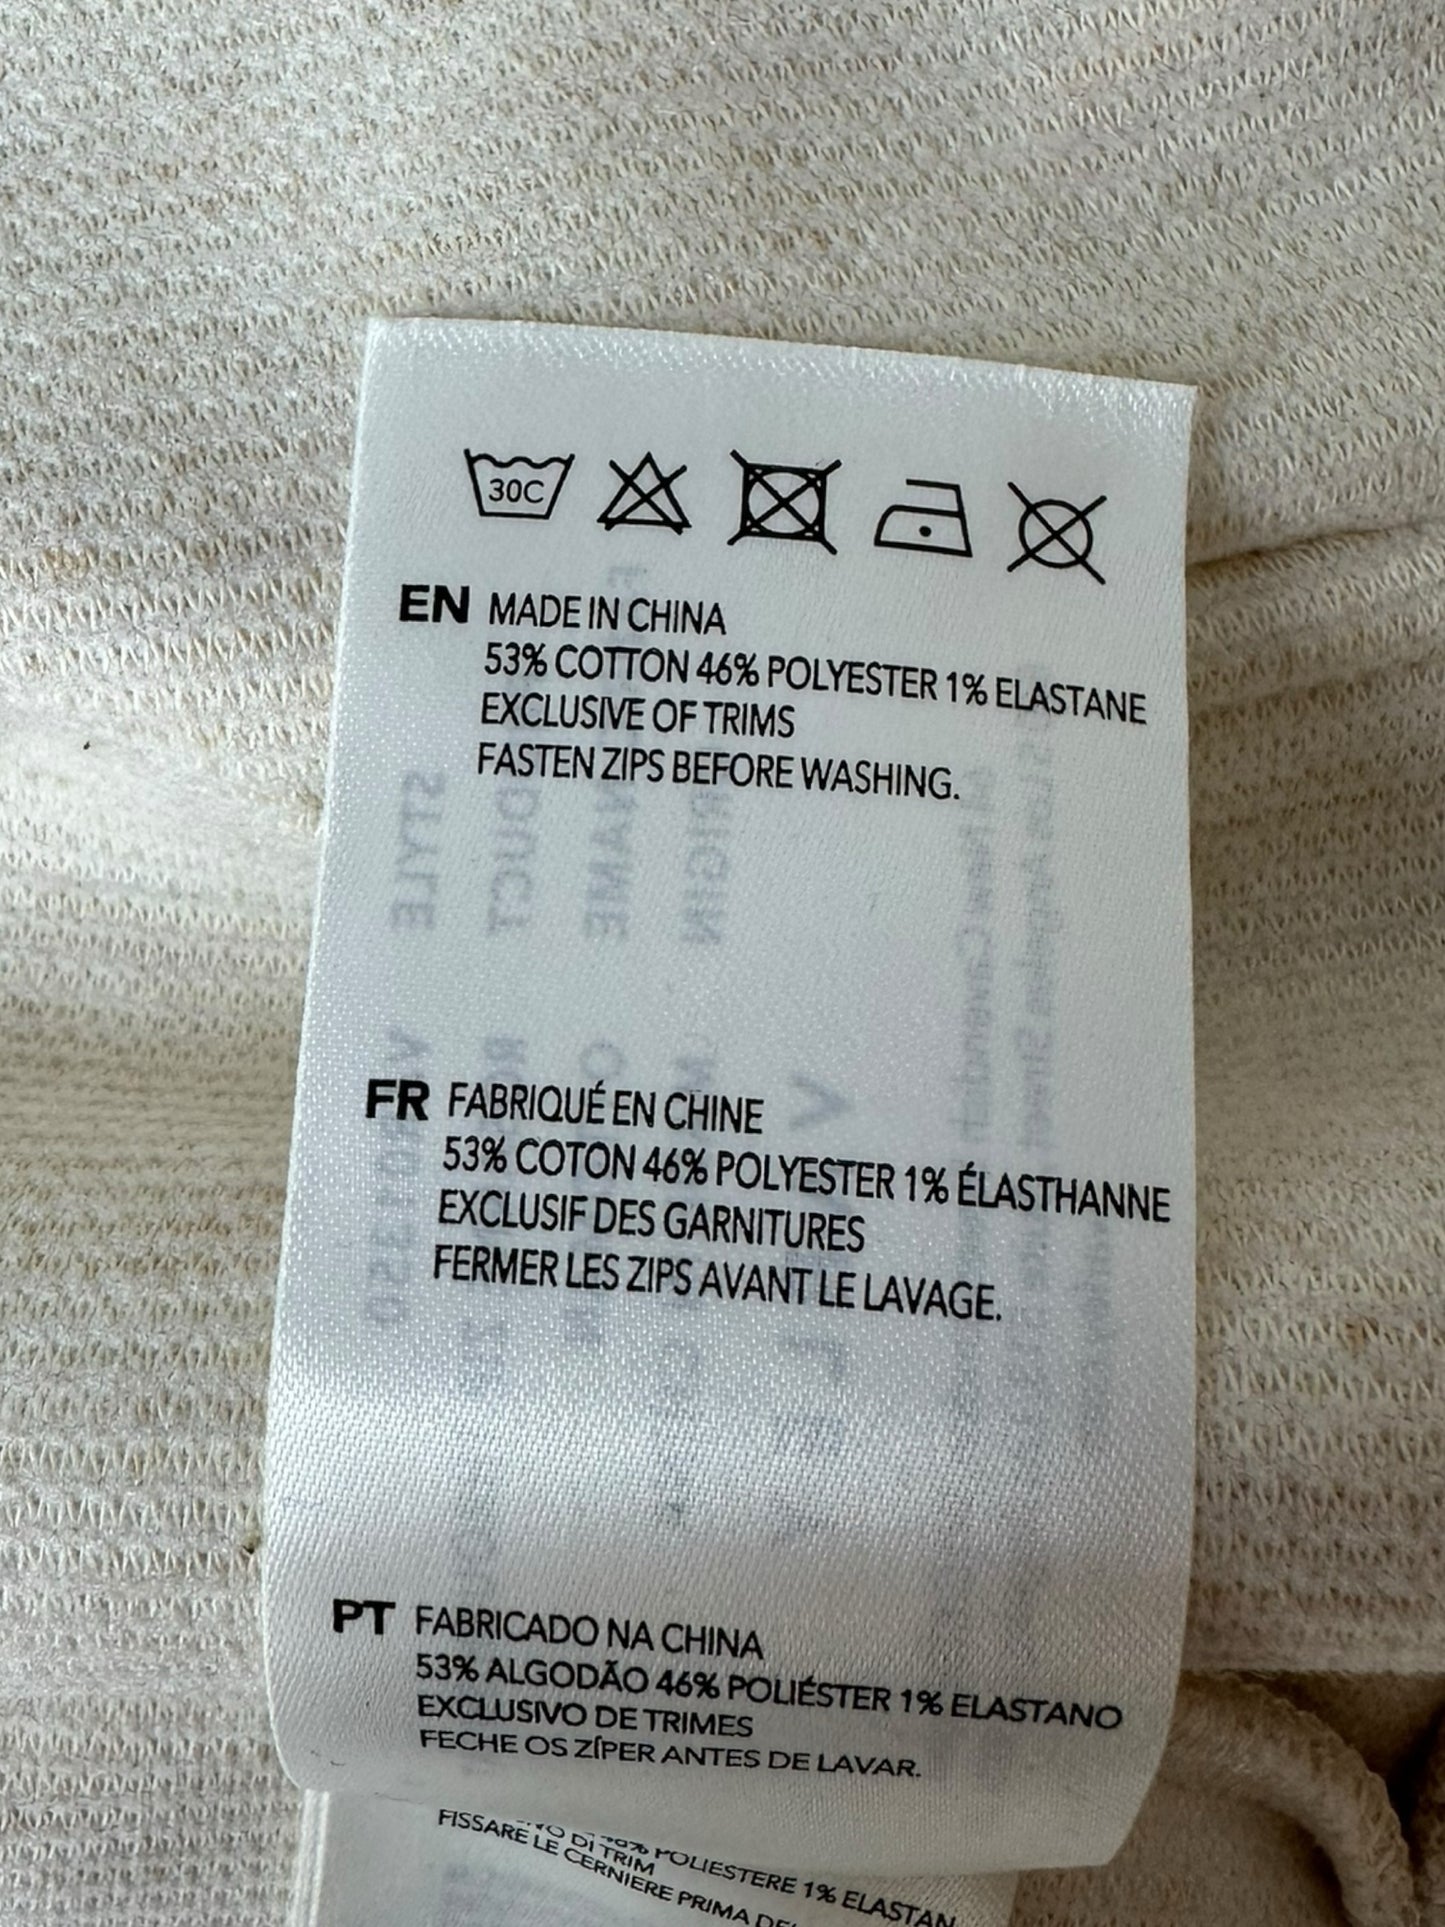 30C
EN MADE IN CHINA
53% COTTON 46% POLYESTER 1% ELASTANE
EXCLUSIVE OF TRIMS
FASTEN ZIPS BEFORE WASHING.
FR FABRIQUÉ EN CHINE
53% COTON 46% POLYESTER 1% ÉLASTHANNE
EXCLUSIF DES GARNITURES
FERMER LES ZIPS AVANT LE LAVAGE.
PT FABRICADO NA CHINA
53% ALGODÃO 46% POLIÉSTER 1% ELASTANO
EXCLUSIVO DE TRIMES
FECHE OS ZÍPER ANTES DE LAVAR.
POLIESTERE 1% ELASTAN
DI TRIM
FISSARE LE CERNIERE PRIMA